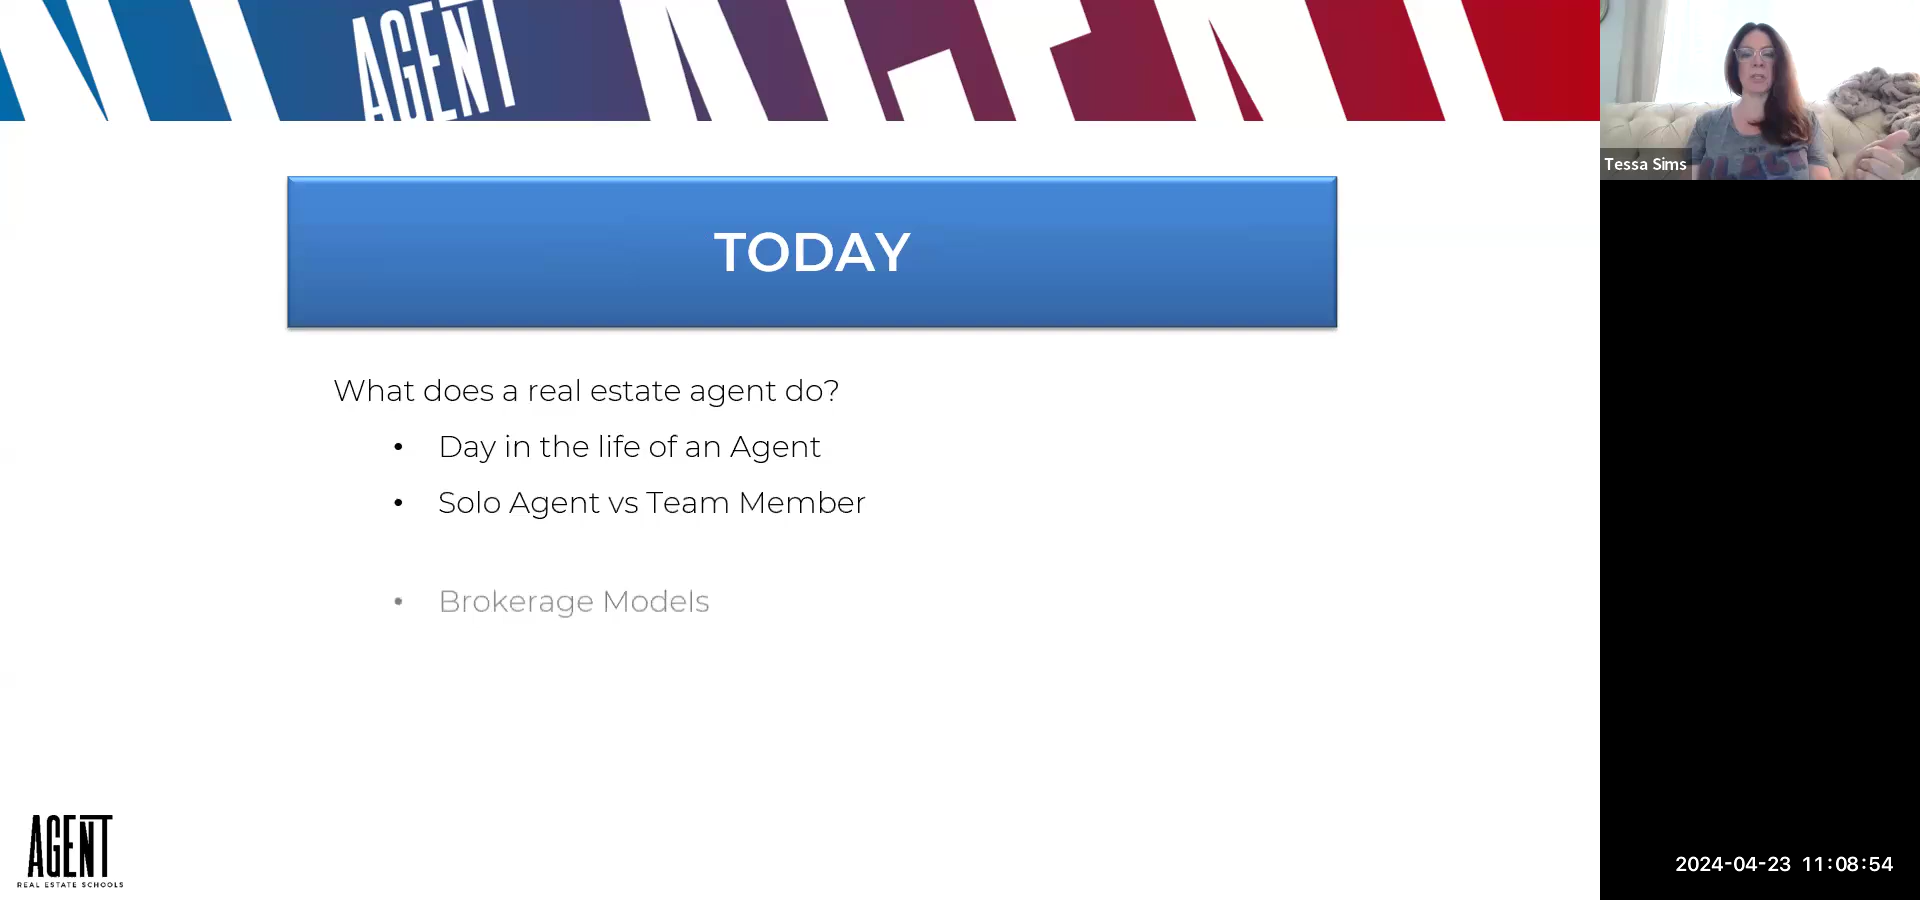 AGENT
TODAY
What does a real estate agent do?
• Day in the life of an Agent
• Solo Agent vs Team Member
• Brokerage Models
AGENT
REAL ESTATE SCHOOLS
Tessa Sims
2024-04-23 11:08:54